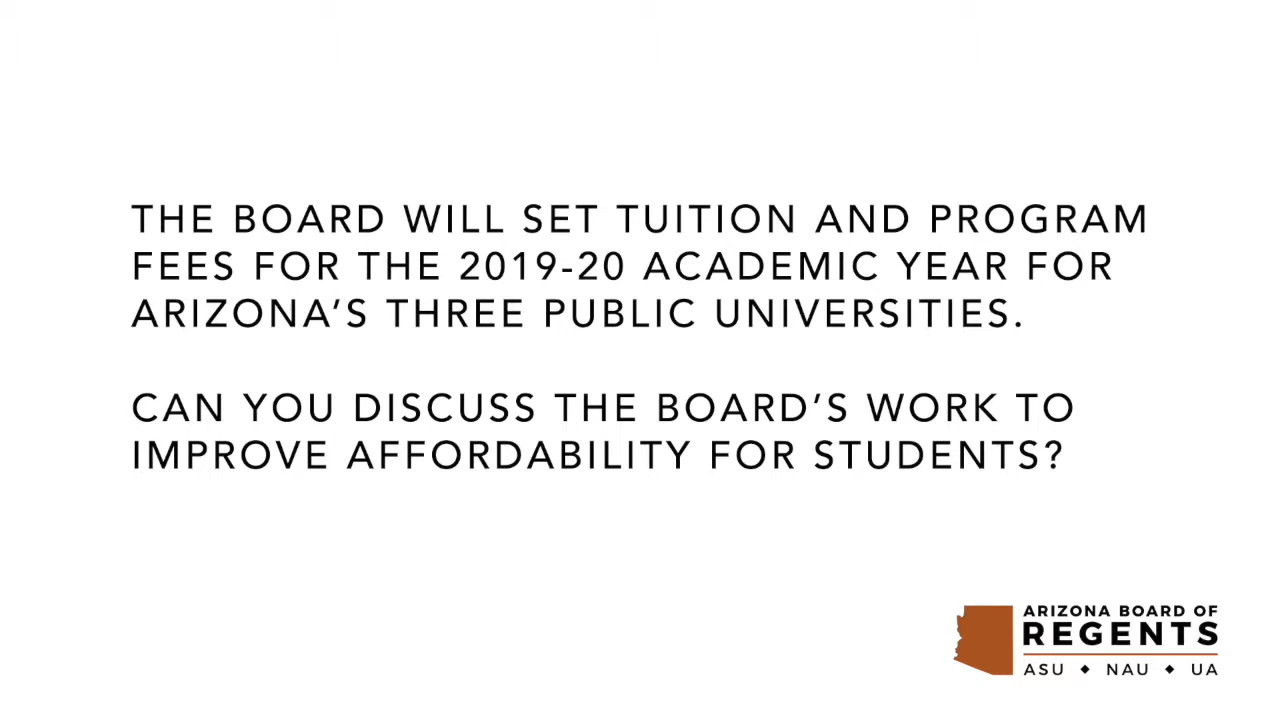 THE BOARD WILL SET TUITION AND PROGRAM
FEES FOR THE 2019-20 ACADEMIC YEAR FOR
ARIZONA’S THREE PUBLIC UNIVERSITIES.
CAN YOU DISCUSS THE BOARD’S WORK TO
IMPROVE AFFORDABILITY FOR STUDENTS?
ARIZONA BOARD OF
REGENTS
ASU ◆ NAU ◆ UA